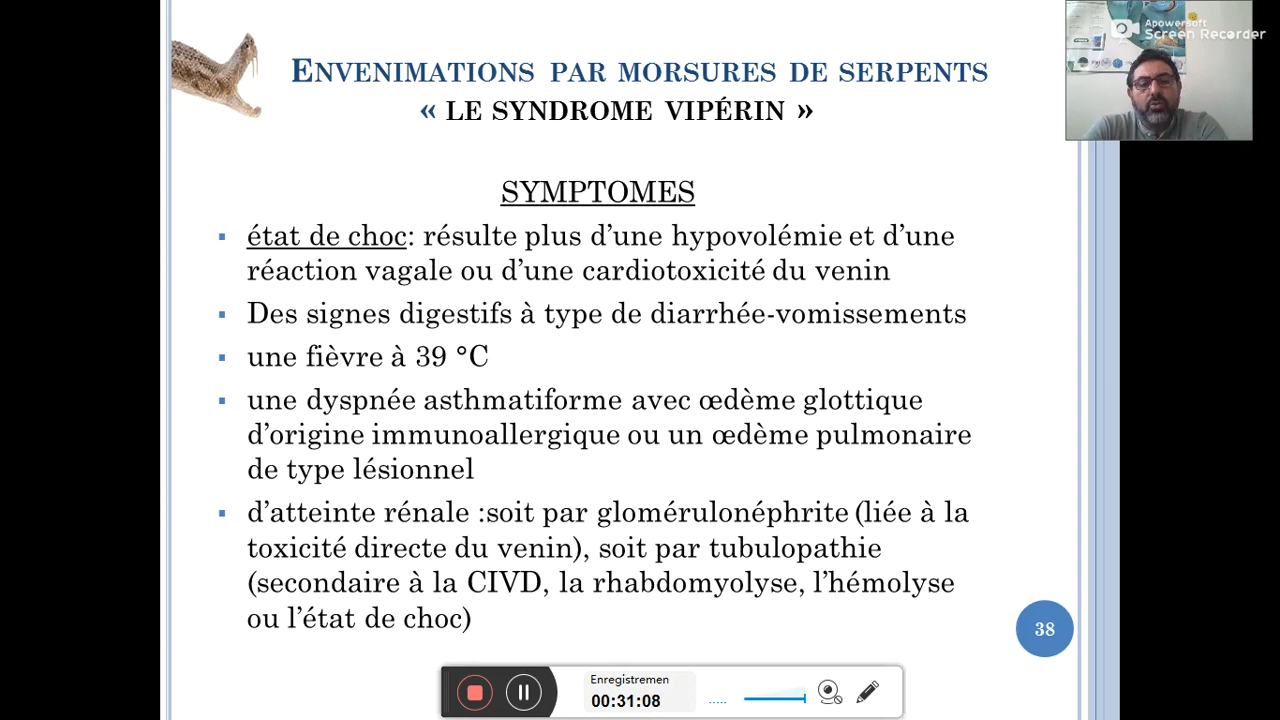 Apowersoft
Screen Recorder
ENVENIMATIONS PAR MORSURES DE SERPENTS
« LE SYNDROME VIPÉRIN »
SYMPTOMES
▪ état de choc: résulte plus d’une hypovolémie et d’une
réaction vagale ou d’une cardiotoxicité du venin
▪ Des signes digestifs à type de diarrhée-vomissements
▪ une fièvre à 39 °C
▪ une dyspnée asthmatiforme avec œdème glottique
d’origine immunoallergique ou un œdème pulmonaire
de type lésionnel
▪ d’atteinte rénale :soit par glomérulonéphrite (liée à la
toxicité directe du venin), soit par tubulopathie
(secondaire à la CIVD, la rhabdomyolyse, l’hémolyse
ou l’état de choc)
38
Enregistremen
00:31:08